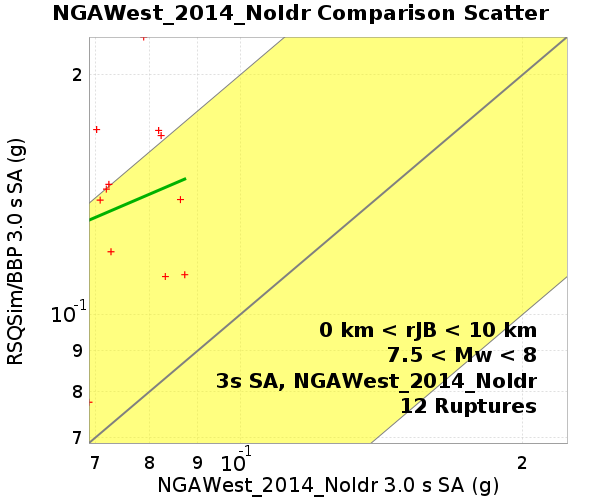 NGAWest_2014_NoIdr Comparison Scatter
RSQSim/BBP 3.0 s SA (g)
2
10-1
9
8
7
0 km < rJB < 10 km
7.5 < Mw < 8
3s SA, NGAWest_2014_NoIdr
12 Ruptures
7 8 9 10-1 2
NGAWest_2014_NoIdr 3.0 s SA (g)